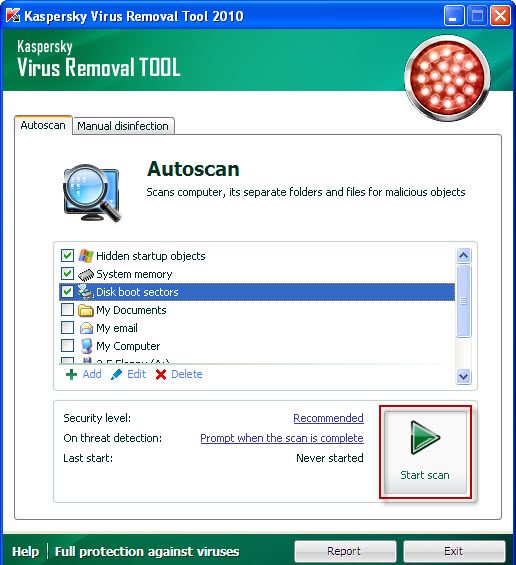 Kaspersky Virus Removal Tool 2010
Kaspersky
Virus Removal TOOL
Autoscan
Manual disinfection
Autoscan
Scans computer, its separate folders and files for malicious objects
Hidden startup objects
System memory
Disk boot sectors
My Documents
My email
My Computer
Add Edit Delete
Security level: Recommended
On threat detection: Prompt when the scan is complete
Last start: Never started
Start scan
Help | Full protection against viruses
Report
Exit